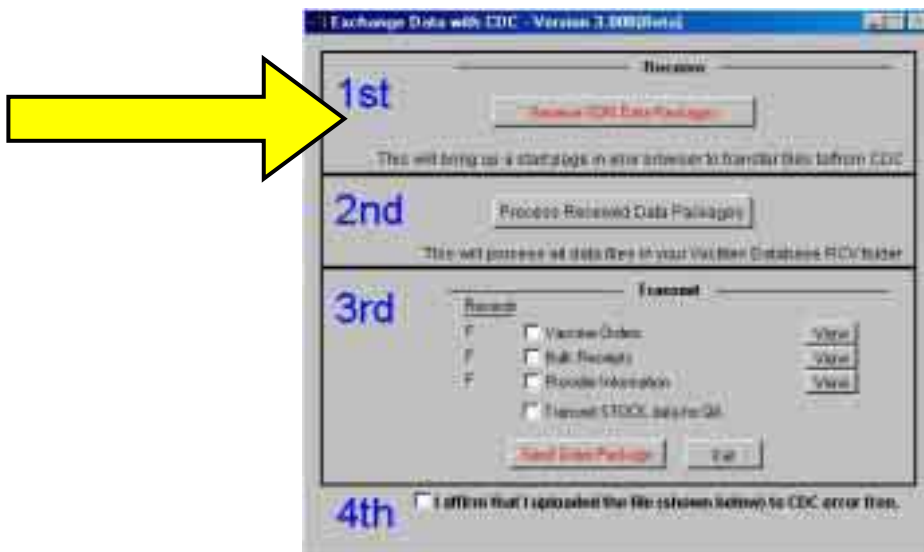 Exchange Data with CDC - Version 3.000(Beta)
1st
Receive
Receive CDC Data Packages
This will bring up a start page in your browser to transfer files to/from CDC
2nd
Process Received Data Packages
This will process all data files in your Database RCV folder
3rd
Transmit
Records
F Vaccine Orders View
F Bulk Receipts View
F Provider Information View
Transmit STOCK data for QA
Send Data Package Exit
4th
I affirm that I uploaded the file (shown below) to CDC error free.